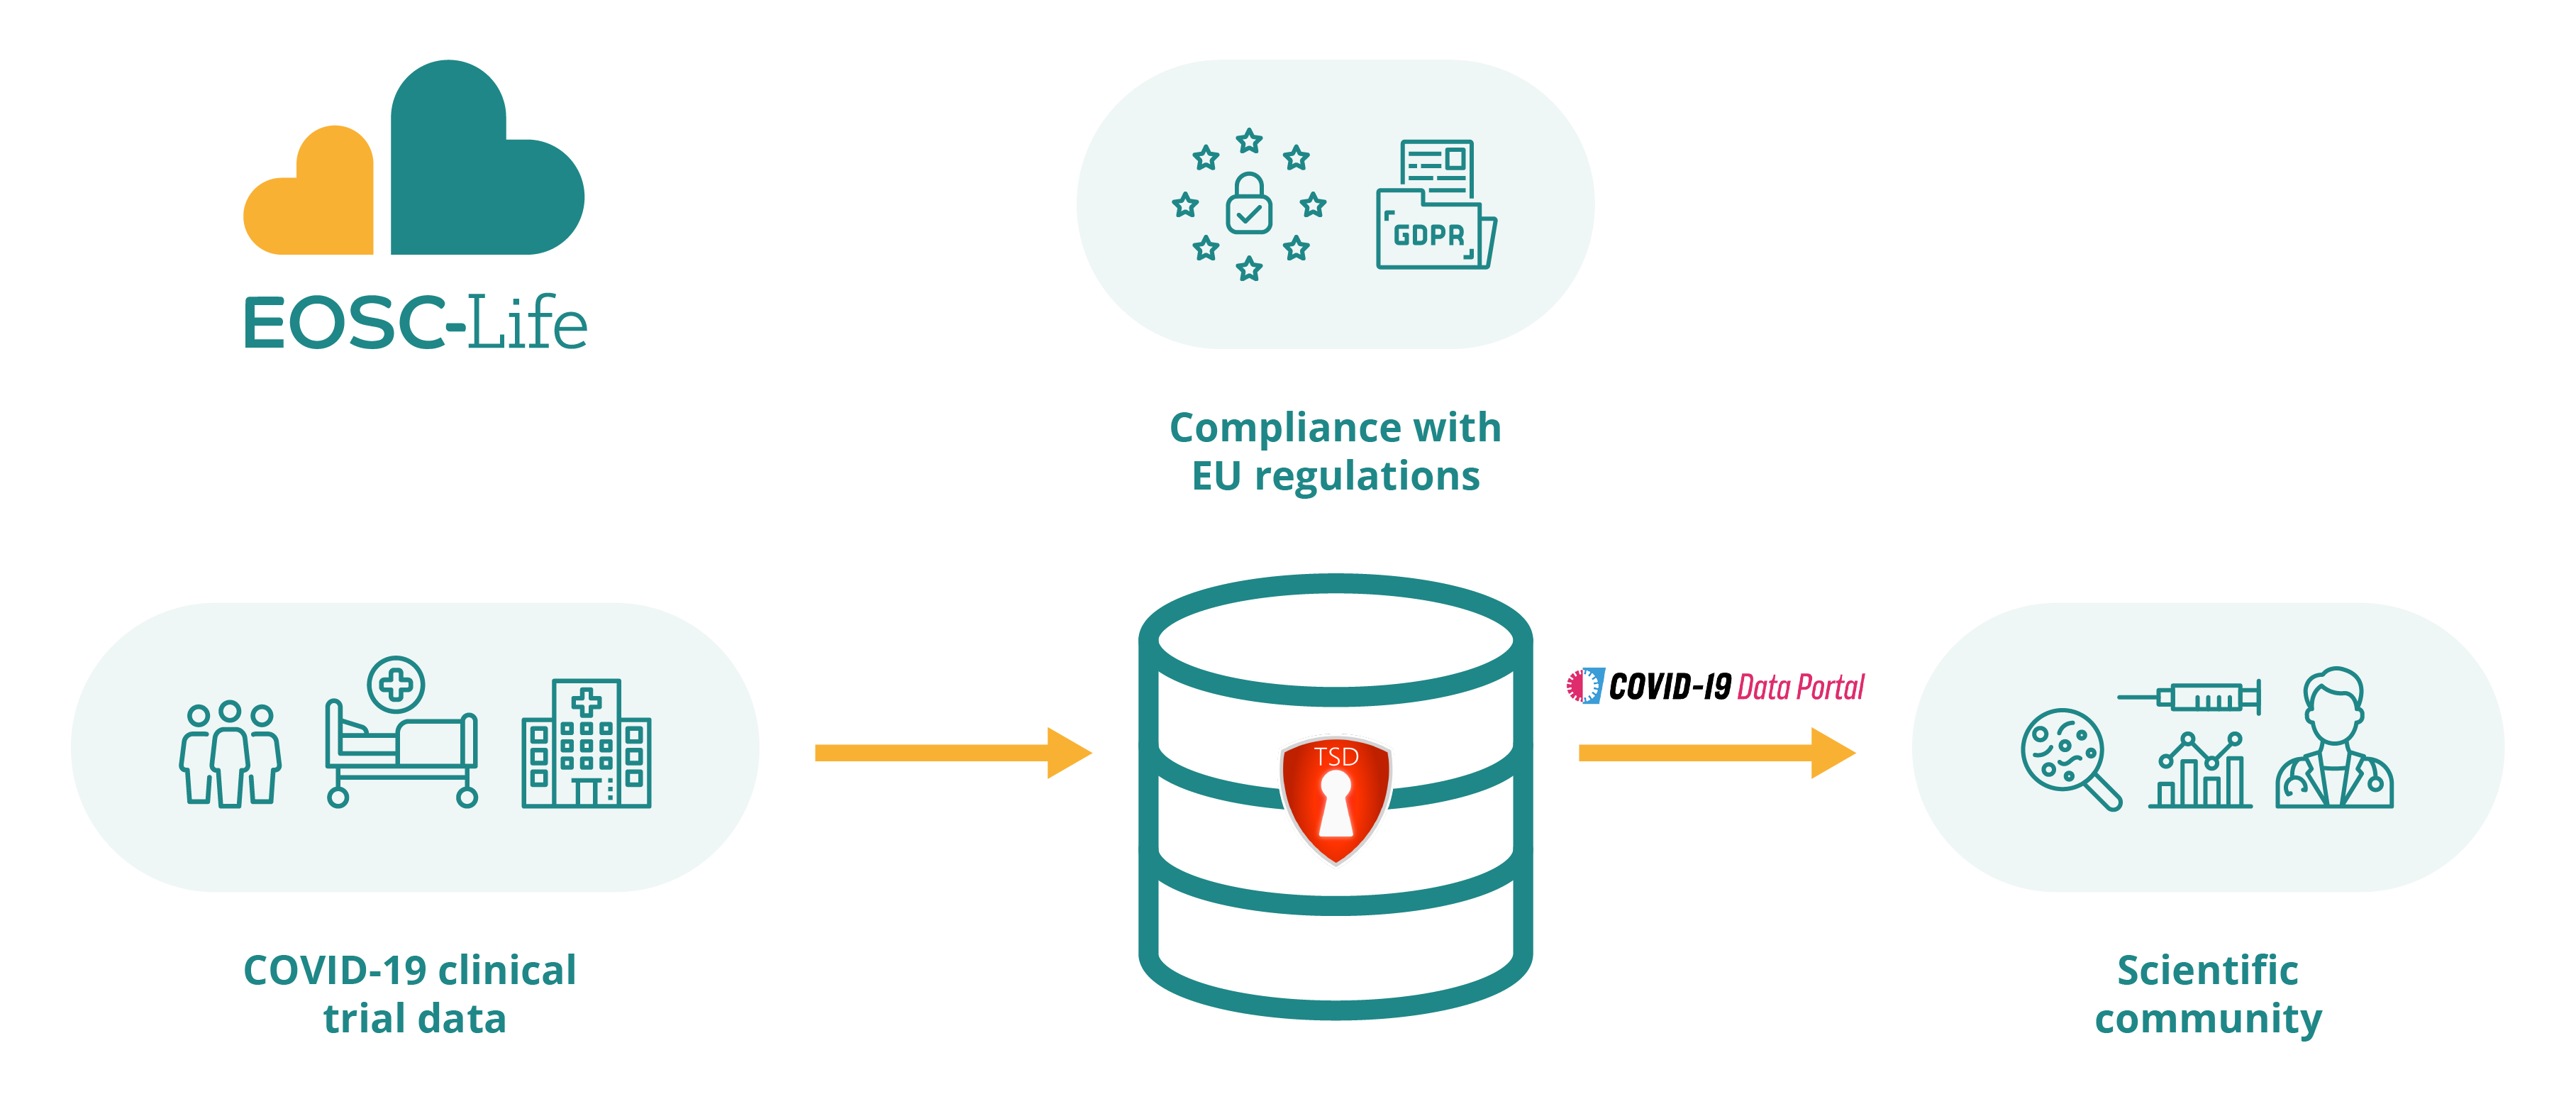 EOSC-Life
GDPR
Compliance with
EU regulations
COVID-19 Data Portal
TSD
COVID-19 clinical
trial data
Scientific
community